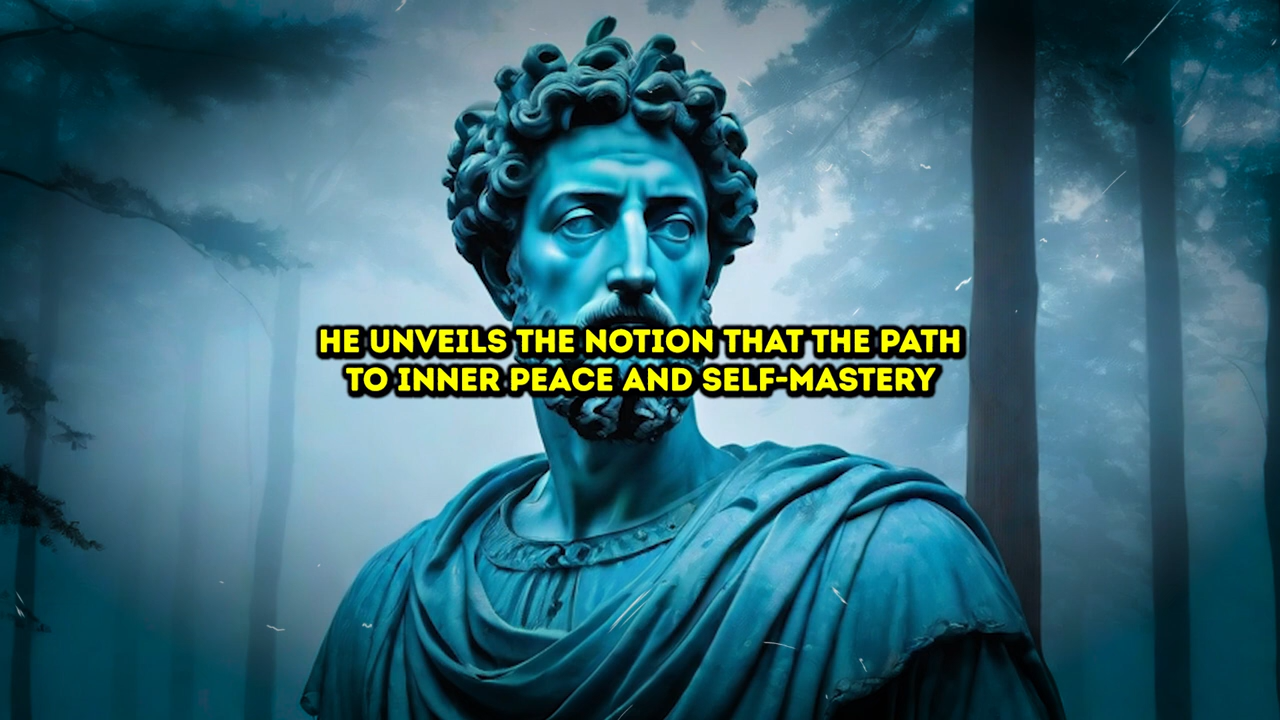 HE UNVEILS THE NOTION THAT THE PATH
TO INNER PEACE AND SELF-MASTERY